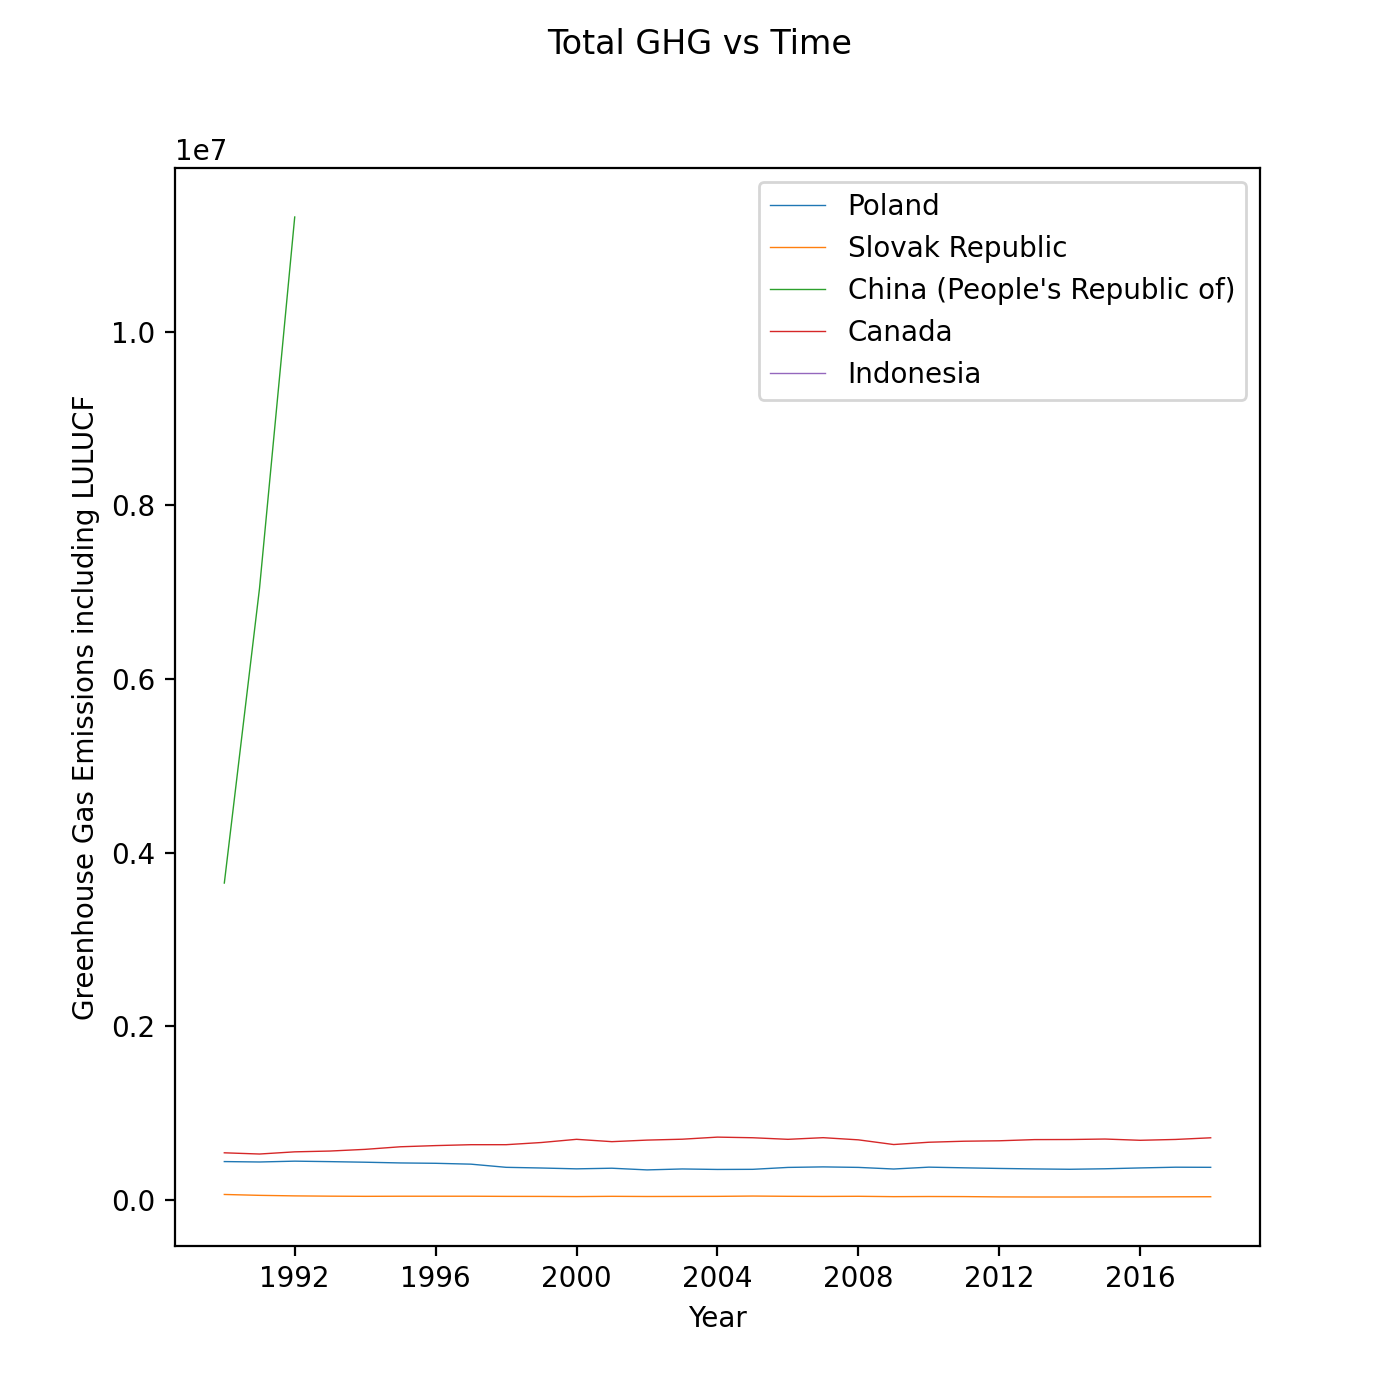 Total GHG vs Time
1e7
Poland
Slovak Republic
China (People's Republic of)
Canada
Indonesia
1.0
0.8
0.6
0.4
0.2
0.0
Greenhouse Gas Emissions including LULUCF
1992 1996 2000 2004 2008 2012 2016
Year